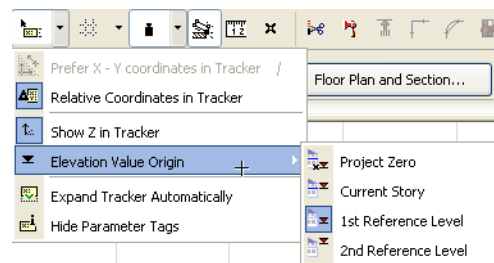 Prefer X - Y coordinates in Tracker /
Floor Plan and Section...
Relative Coordinates in Tracker
Show Z in Tracker
Elevation Value Origin
Project Zero
Expand Tracker Automatically
Current Story
Hide Parameter Tags
1st Reference Level
2nd Reference Level